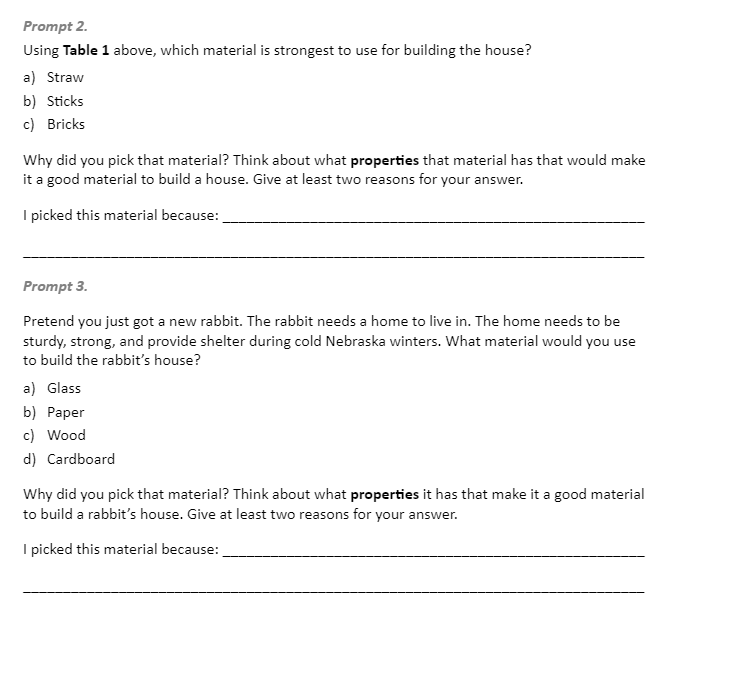 Prompt 2.
Using Table 1 above, which material is strongest to use for building the house?
a) Straw
b) Sticks
c) Bricks
Why did you pick that material? Think about what properties that material has that would make
it a good material to build a house. Give at least two reasons for your answer.
I picked this material because: ______________________________________________________
______________________________________________________________________________
Prompt 3.
Pretend you just got a new rabbit. The rabbit needs a home to live in. The home needs to be
sturdy, strong, and provide shelter during cold Nebraska winters. What material would you use
to build the rabbit’s house?
a) Glass
b) Paper
c) Wood
d) Cardboard
Why did you pick that material? Think about what properties it has that make it a good material
to build a rabbit’s house. Give at least two reasons for your answer.
I picked this material because: ______________________________________________________
______________________________________________________________________________